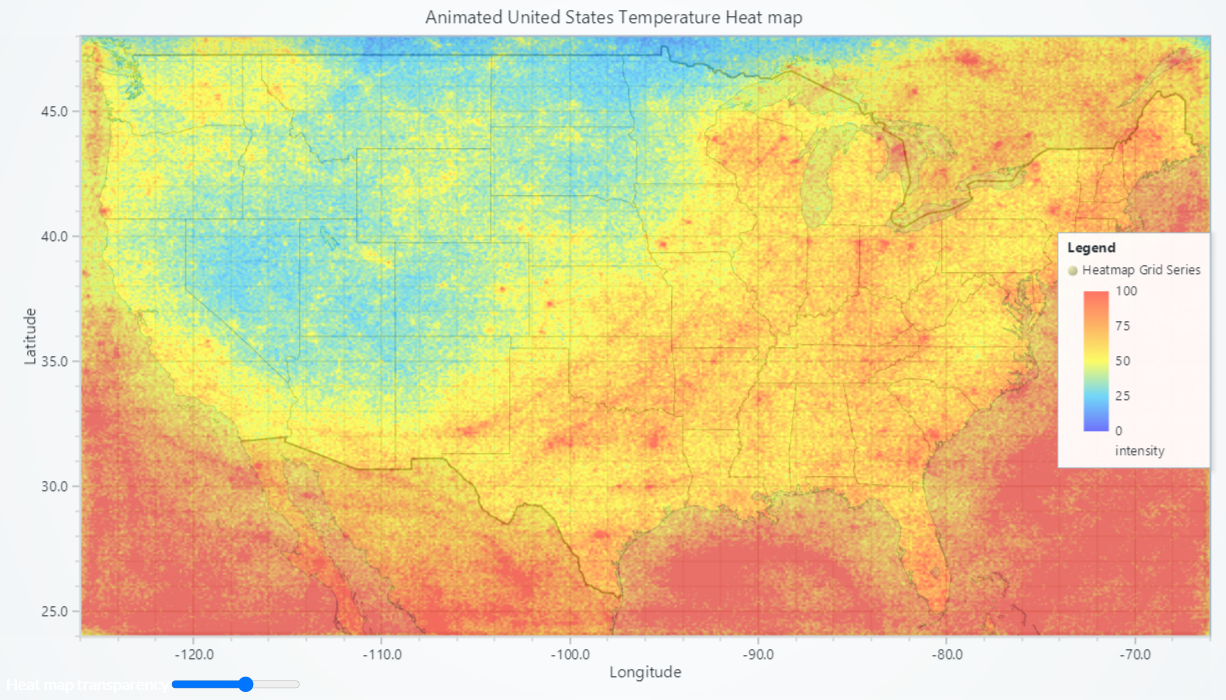 Animated United States Temperature Heat map
Latitude
45.0
40.0
35.0
30.0
25.0
Legend
Heatmap Grid Series
100
75
50
25
0
intensity
-120.0
-110.0
-100.0
-90.0
-80.0
-70.0
Longitude
Heat map transparency